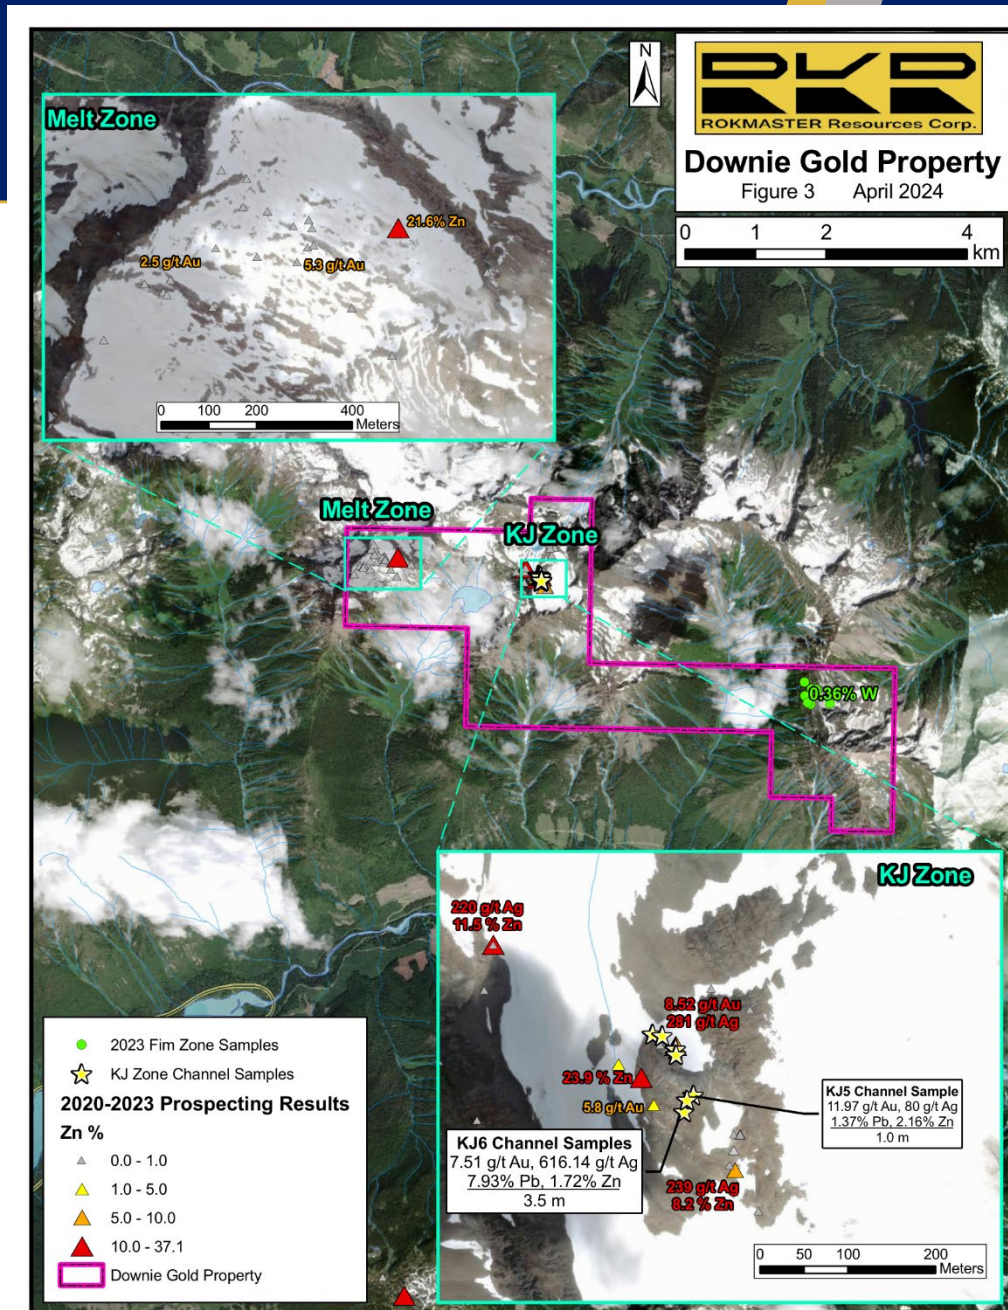 Melt Zone
21.6% Zn
2.5 g/t Au
5.3 g/t Au
0 100 200 400
Meters
N
RKR
ROKMASTER Resources Corp.
Downie Gold Property
Figure 3 April 2024
0 1 2 4
km
Melt Zone
KJ Zone
0.36% W
KJ Zone
220 g/t Ag
11.5 % Zn
8.52 g/t Au
281 g/t Ag
23.9 % Zn
5.8 g/t Au
KJ5 Channel Sample
11.97 g/t Au, 80 g/t Ag
1.37% Pb, 2.16% Zn
1.0 m
KJ6 Channel Samples
7.51 g/t Au, 616.14 g/t Ag
7.93% Pb, 1.72% Zn
3.5 m
239 g/t Ag
8.2 % Zn
0 50 100 200
Meters
2023 Fim Zone Samples
KJ Zone Channel Samples
2020-2023 Prospecting Results
Zn %
0.0 - 1.0
1.0 - 5.0
5.0 - 10.0
10.0 - 37.1
Downie Gold Property